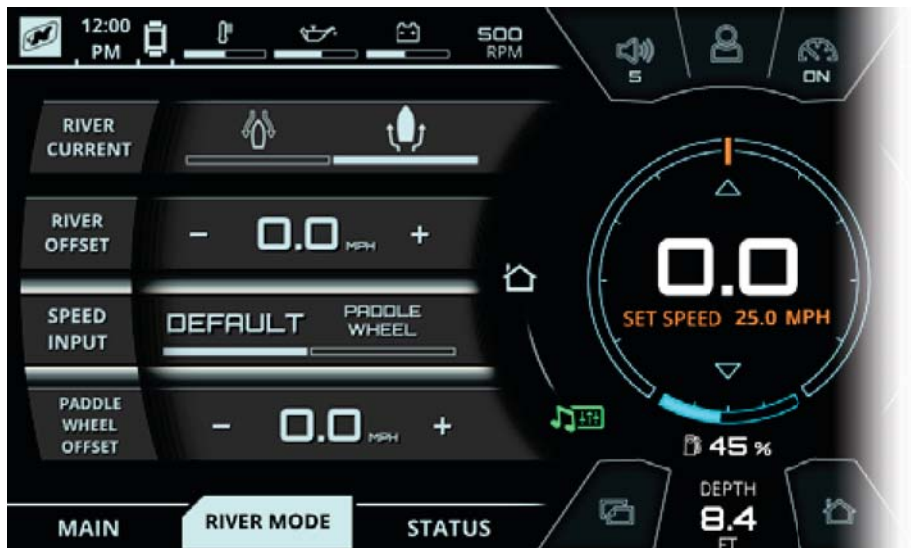 12:00
PM
500
RPM
5
ON
RIVER
CURRENT
RIVER
OFFSET
- 0.0 MPH +
SPEED
INPUT
DEFAULT
PADDLE
WHEEL
PADDLE
WHEEL
OFFSET
- 0.0 MPH +
0.0
SET SPEED 25.0 MPH
45 %
DEPTH
8.4
FT
MAIN
RIVER MODE
STATUS